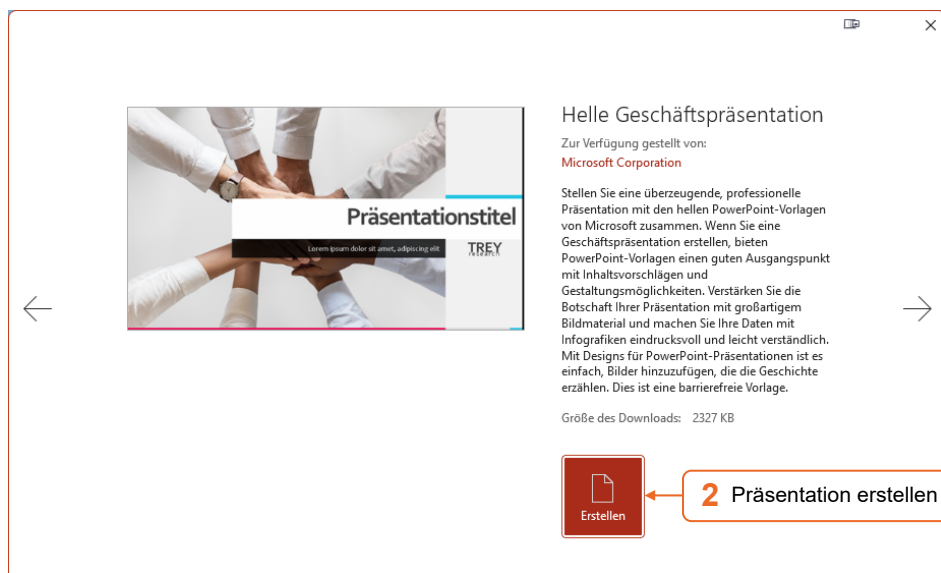 Helle Geschäftspräsentation
Zur Verfügung gestellt von:
Microsoft Corporation
Präsentationstitel
Lorem ipsum dolor sit amet, adipiscing elit
TREY
research
Stellen Sie eine überzeugende, professionelle
Präsentation mit den hellen PowerPoint-Vorlagen
von Microsoft zusammen. Wenn Sie eine
Geschäftspräsentation erstellen, bieten
PowerPoint-Vorlagen einen guten Ausgangspunkt
mit Inhaltsvorschlägen und
Gestaltungsmöglichkeiten. Verstärken Sie die
Botschaft Ihrer Präsentation mit großartigem
Bildmaterial und machen Sie Ihre Daten mit
Infografiken eindrucksvoll und leicht verständlich.
Mit Designs für PowerPoint-Präsentationen ist es
einfach, Bilder hinzuzufügen, die die Geschichte
erzählen. Dies ist eine barrierefreie Vorlage.
Größe des Downloads: 2327 KB
Erstellen
2 Präsentation erstellen